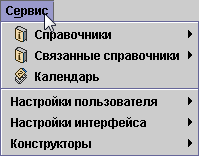 Сервис
Справочники
Связанные справочники
Календарь
Настройки пользователя
Настройки интерфейса
Конструкторы